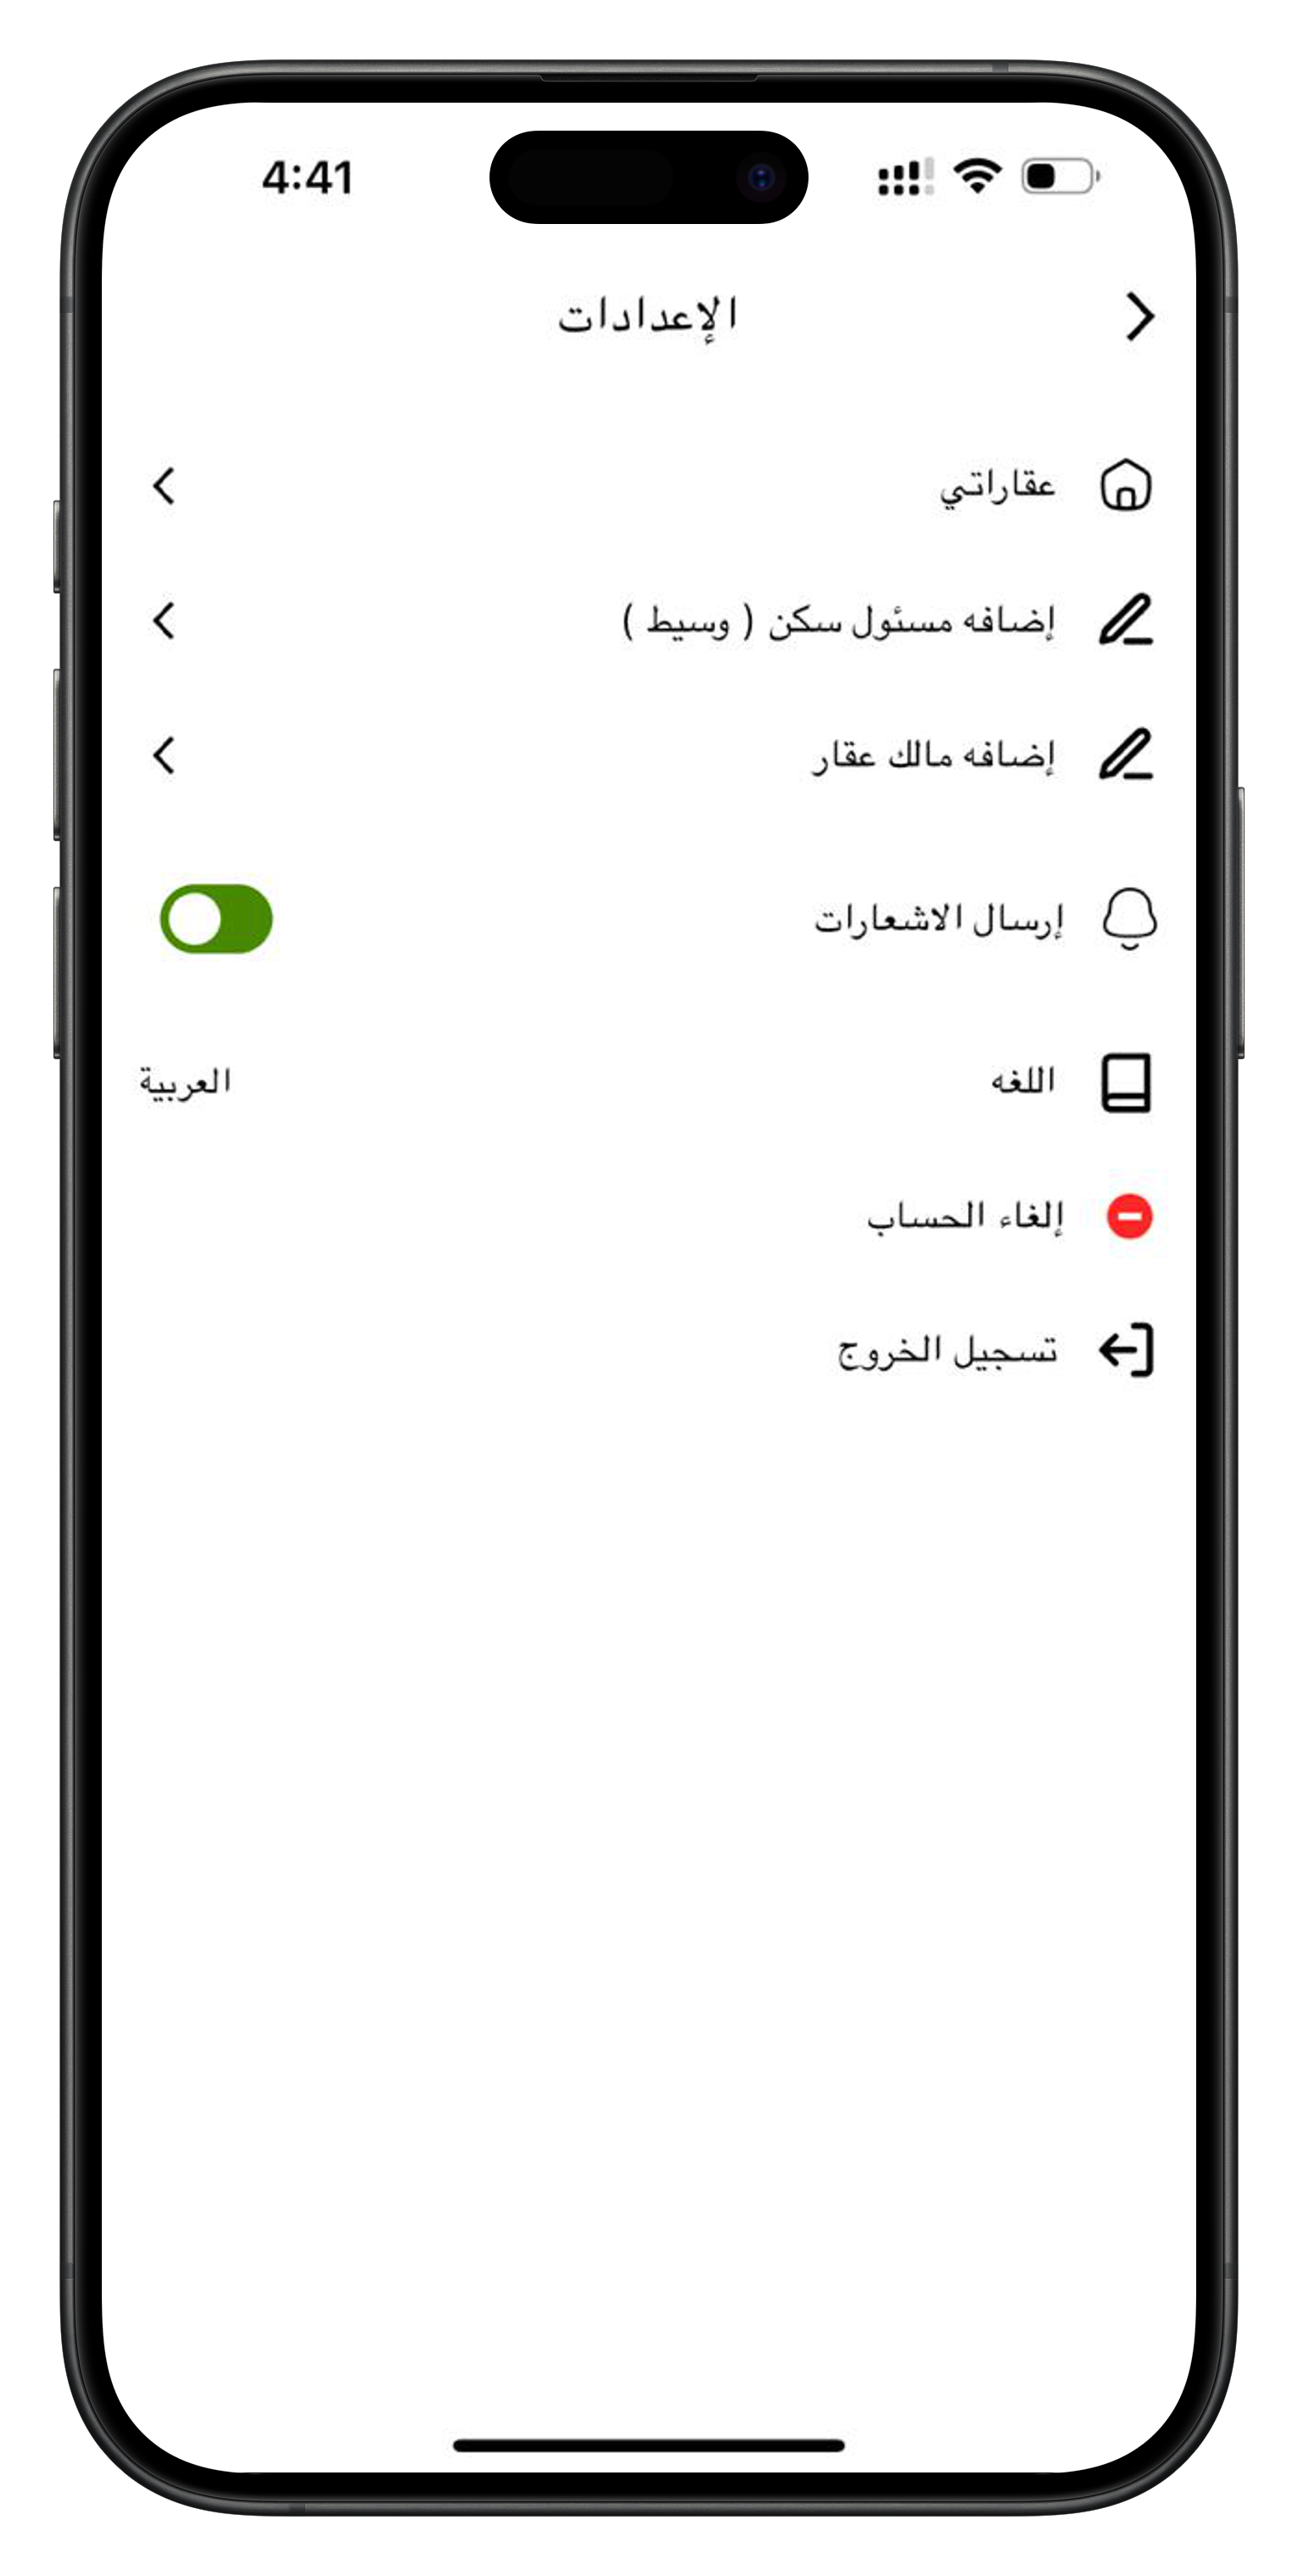 4:41
الإعدادات
عقاراتي
إضافه مسئول سكن ( وسيط )
إضافه مالك عقار
إرسال الاشعارات
اللغه العربية
إلغاء الحساب
تسجيل الخروج